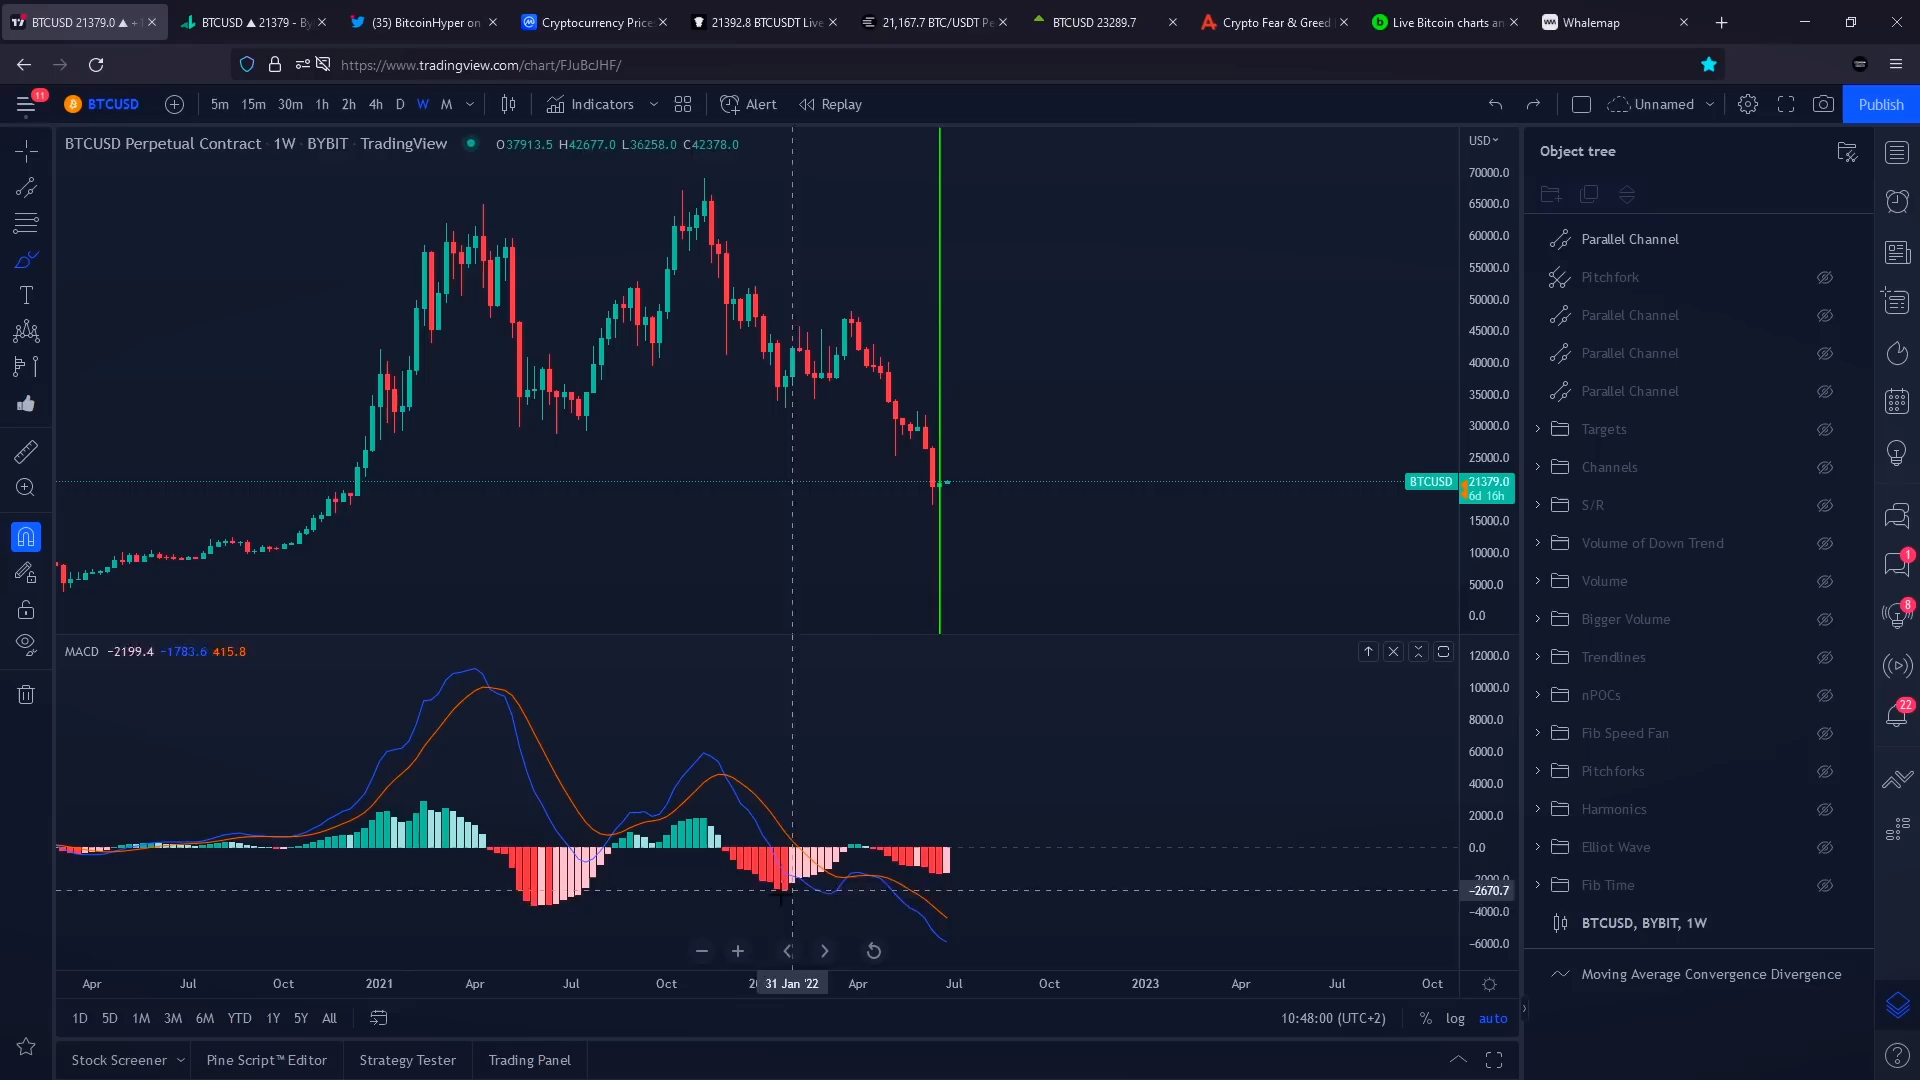 BTCUSD 21379.0 ▲ +1
BTCUSD ▲ 21379 - By
(35) BitcoinHyper on
Cryptocurrency Price
21392.8 BTCUSDT Live
21,167.7 BTC/USDT Pe
BTCUSD 23289.7
Crypto Fear & Greed
Live Bitcoin charts an
Whalemap
https://www.tradingview.com/chart/FJuBcJHF/
11
BTCUSD
5m 15m 30m 1h 2h 4h D W M
Indicators
Alert
Replay
Unnamed
Publish
BTCUSD Perpetual Contract 1W BYBIT TradingView
O37913.5 H42677.0 L36258.0 C42378.0
USD
70000.0
65000.0
60000.0
55000.0
50000.0
45000.0
40000.0
35000.0
30000.0
25000.0
BTCUSD 21379.0
6d 16h
15000.0
10000.0
5000.0
0.0
MACD −2199.4 −1783.6 415.8
12000.0
10000.0
8000.0
6000.0
4000.0
2000.0
0.0
−2670.7
−4000.0
−6000.0
Apr Jul Oct 2021 Apr Jul Oct 31 Jan '22 Apr Jul Oct 2023 Apr Jul Oct
1D 5D 1M 3M 6M YTD 1Y 5Y All
10:48:00 (UTC+2) % log auto
Stock Screener
Pine Script™ Editor
Strategy Tester
Trading Panel
Object tree
Parallel Channel
Pitchfork
Parallel Channel
Parallel Channel
Parallel Channel
Targets
Channels
S/R
Volume of Down Trend
Volume
Bigger Volume
Trendlines
nPOCs
Fib Speed Fan
Pitchforks
Harmonics
Elliot Wave
Fib Time
BTCUSD, BYBIT, 1W
Moving Average Convergence Divergence
1
8
22